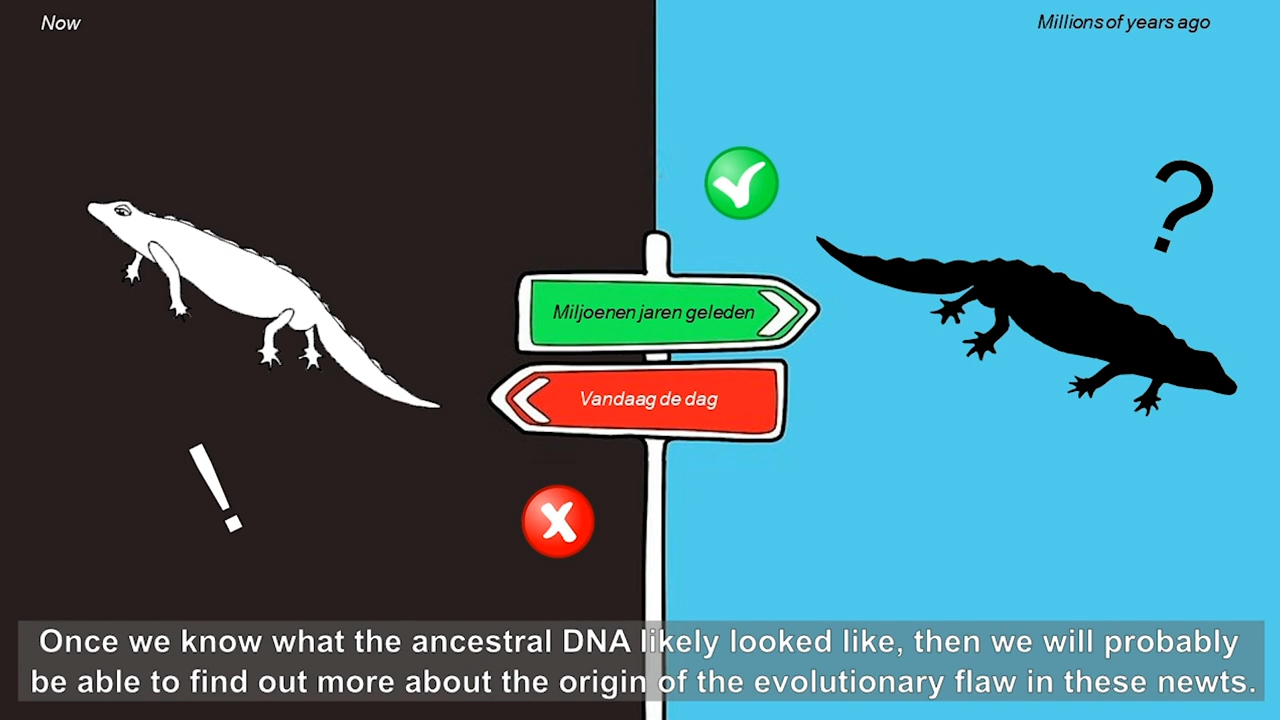 Now
Millions of years ago
?
Miljoenen jaren geleden
Vandaag de dag
!
Once we know what the ancestral DNA likely looked like, then we will probably
be able to find out more about the origin of the evolutionary flaw in these newts.